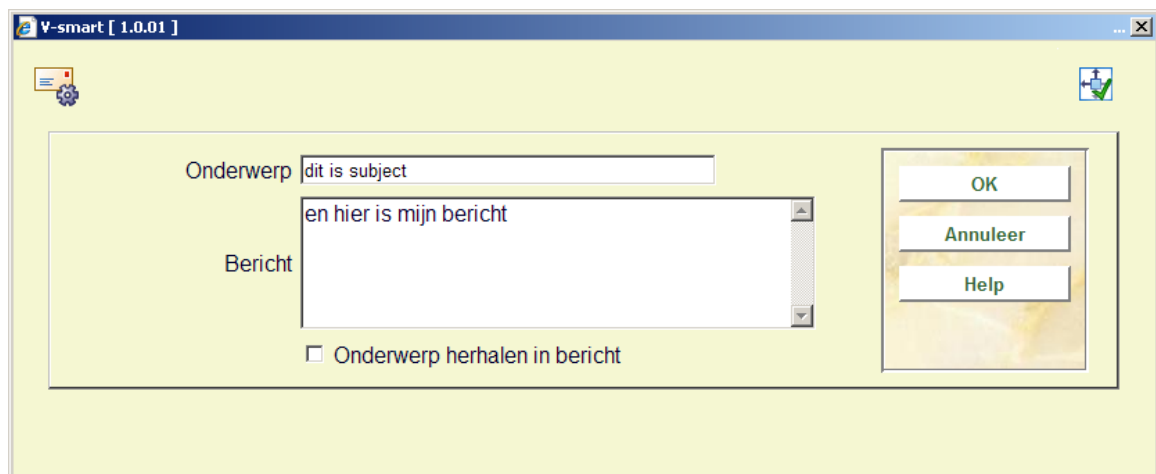 V-smart [ 1.0.01 ]
...
Onderwerp dit is subject
en hier is mijn bericht
Bericht
Onderwerp herhalen in bericht
OK
Annuleer
Help